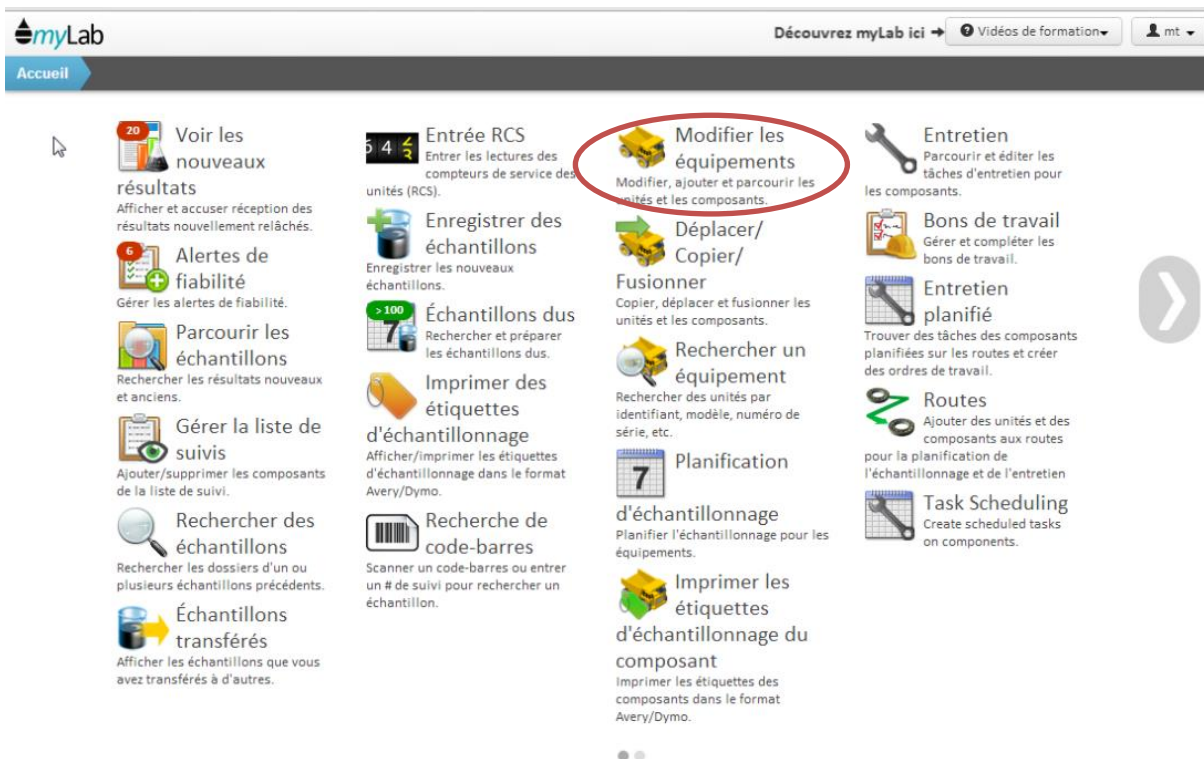 myLab
Découvrez myLab ici → Vidéos de formation
mt
Accueil
20
Voir les
nouveaux
résultats
Afficher et accuser réception des
résultats nouvellement relâchés.
6
Alertes de
fiabilité
Gérer les alertes de fiabilité.
Parcourir les
échantillons
Rechercher les résultats nouveaux
et anciens.
Gérer la liste de
suivis
Ajouter/supprimer les composants
de la liste de suivi.
Rechercher des
échantillons
Rechercher les dossiers d'un ou
plusieurs échantillons précédents.
Échantillons
transférés
Afficher les échantillons que vous
avez transférés à d'autres.
Entrée RCS
Entrer les lectures des
compteurs de service des
unités (RCS).
Enregistrer des
échantillons
Enregistrer les nouveaux
échantillons.
>100
7
Échantillons dus
Rechercher et préparer
les échantillons dus.
Imprimer des
étiquettes
d'échantillonnage
Afficher/imprimer les étiquettes
d'échantillonnage dans le format
Avery/Dymo.
Recherche de
code-barres
Scanner un code-barres ou entrer
un # de suivi pour rechercher un
échantillon.
Modifier les
équipements
Modifier, ajouter et parcourir les
unités et les composants.
Déplacer/
Copier/
Fusionner
Copier, déplacer et fusionner les
unités et les composants.
Rechercher un
équipement
Rechercher des unités par
identifiant, modèle, numéro de
série, etc.
7
Planification
d'échantillonnage
Planifier l'échantillonnage pour les
équipements.
Imprimer les
étiquettes
d'échantillonnage du
composant
Imprimer les étiquettes des
composants dans le format
Avery/Dymo.
Entretien
Parcourir et éditer les
tâches d'entretien pour
les composants.
Bons de travail
Gérer et compléter les
bons de travail.
Entretien
planifié
Trouver des tâches des composants
planifiées sur les routes et créer
des ordres de travail.
Routes
Ajouter des unités et des
composants aux routes
pour la planification de
l'échantillonnage et de l'entretien
Task Scheduling
Create scheduled tasks
on components.